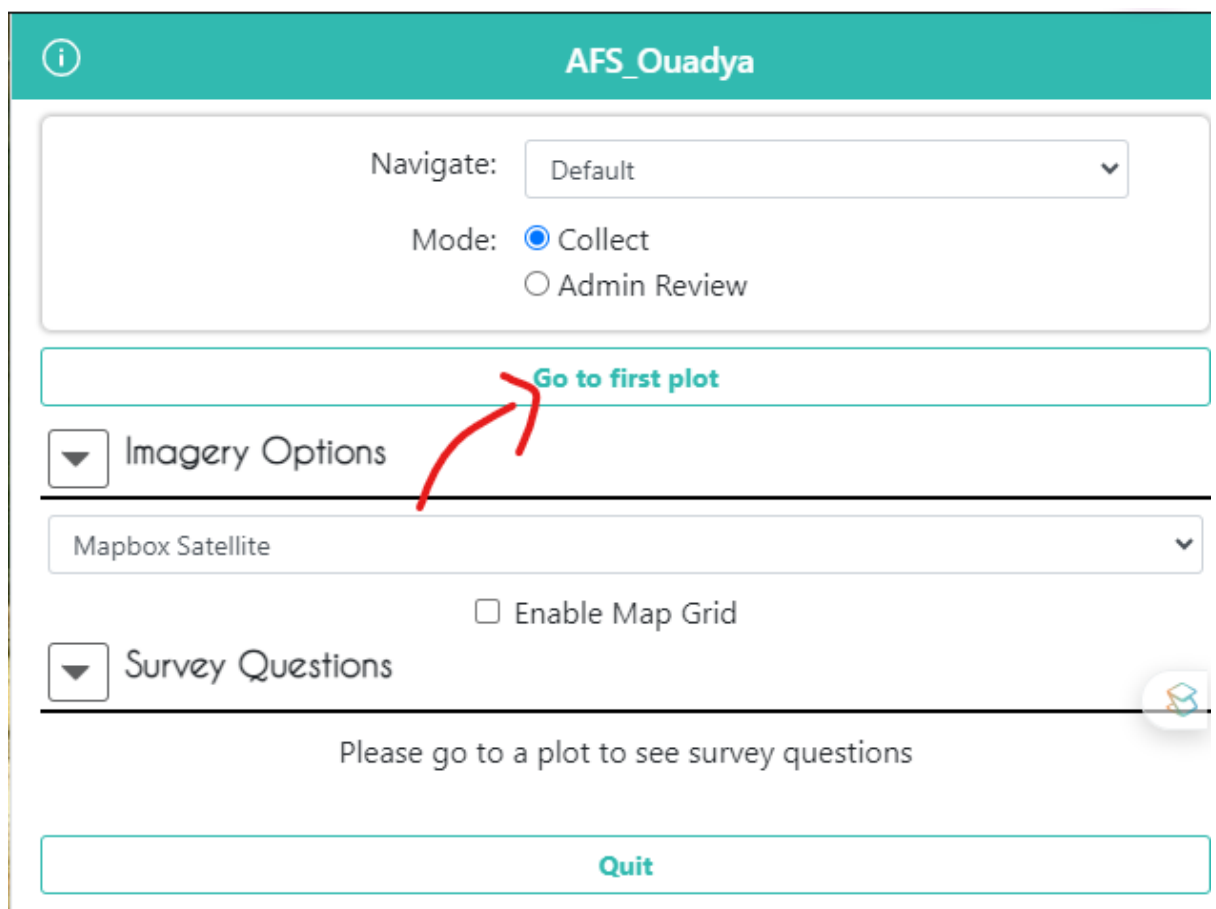 AFS_Ouadya
Navigate: Default
Mode: Collect
Admin Review
Go to first plot
Imagery Options
Mapbox Satellite
Enable Map Grid
Survey Questions
Please go to a plot to see survey questions
Quit